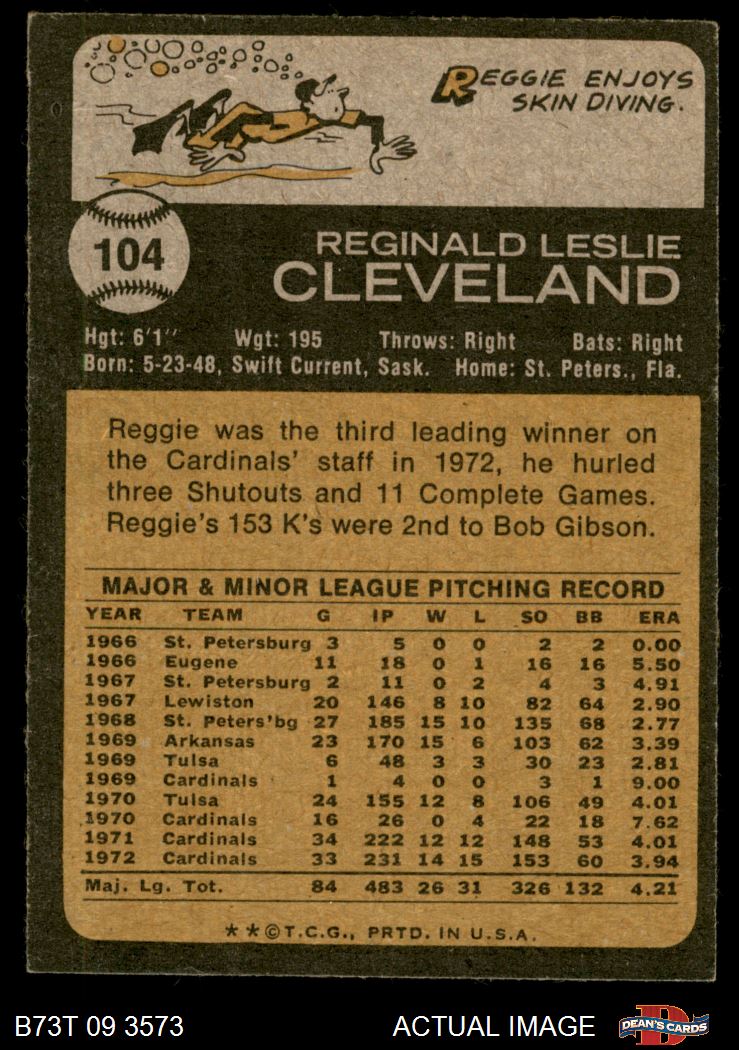 REGGIE ENJOYS
SKIN DIVING.
104
REGINALD LESLIE
CLEVELAND
Hgt: 6'1" Wgt: 195 Throws: Right Bats: Right
Born: 5-23-48, Swift Current, Sask. Home: St. Peters., Fla.
Reggie was the third leading winner on
the Cardinals' staff in 1972, he hurled
three Shutouts and 11 Complete Games.
Reggie's 153 K's were 2nd to Bob Gibson.
MAJOR & MINOR LEAGUE PITCHING RECORD
YEAR TEAM G IP W L SO BB ERA
1966 St. Petersburg 3 5 0 0 2 2 0.00
1966 Eugene 11 18 0 1 16 16 5.50
1967 St. Petersburg 2 11 0 2 4 3 4.91
1967 Lewiston 20 146 8 10 82 64 2.90
1968 St. Peters'bg 27 185 15 10 135 68 2.77
1969 Arkansas 23 170 15 6 103 62 3.39
1969 Tulsa 6 48 3 3 30 23 2.81
1969 Cardinals 1 4 0 0 3 1 9.00
1970 Tulsa 24 155 12 8 106 49 4.01
1970 Cardinals 16 26 0 4 22 18 7.62
1971 Cardinals 34 222 12 12 148 53 4.01
1972 Cardinals 33 231 14 15 153 60 3.94
Maj. Lg. Tot. 84 483 26 31 326 132 4.21
**©T.C.G., PRTD. IN U.S.A.
B73T 09 3573 ACTUAL IMAGE D DEAN'S CARDS